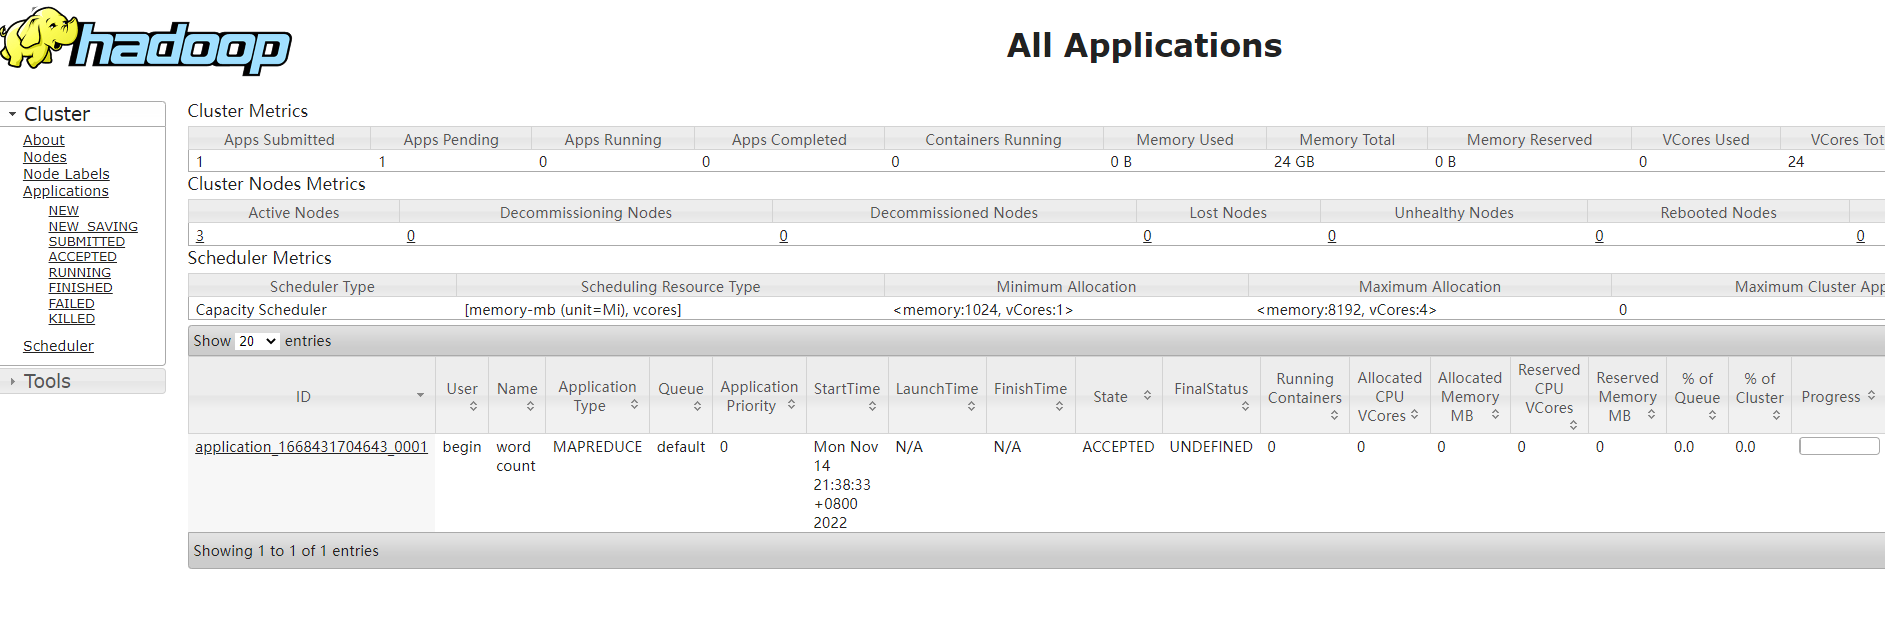 hadoop
All Applications
Cluster
About
Nodes
Node Labels
Applications
NEW
NEW_SAVING
SUBMITTED
ACCEPTED
RUNNING
FINISHED
FAILED
KILLED
Scheduler
Tools
Cluster Metrics
Apps Submitted Apps Pending Apps Running Apps Completed Containers Running Memory Used Memory Total Memory Reserved VCores Used VCores Tot
1 1 0 0 0 0 B 24 GB 0 B 0 24
Cluster Nodes Metrics
Active Nodes Decommissioning Nodes Decommissioned Nodes Lost Nodes Unhealthy Nodes Rebooted Nodes
3 0 0 0 0 0 0
Scheduler Metrics
Scheduler Type Scheduling Resource Type Minimum Allocation Maximum Allocation Maximum Cluster App
Capacity Scheduler [memory-mb (unit=Mi), vcores] <memory:1024, vCores:1> <memory:8192, vCores:4> 0
Show 20 entries
ID User Name Application Type Queue Application Priority StartTime LaunchTime FinishTime State FinalStatus Running Containers Allocated CPU VCores Allocated Memory MB Reserved CPU VCores Reserved Memory MB % of Queue % of Cluster Progress
application_1668431704643_0001 begin word count MAPREDUCE default 0 Mon Nov 14 21:38:33 +0800 2022 N/A N/A ACCEPTED UNDEFINED 0 0 0 0 0 0.0 0.0
Showing 1 to 1 of 1 entries